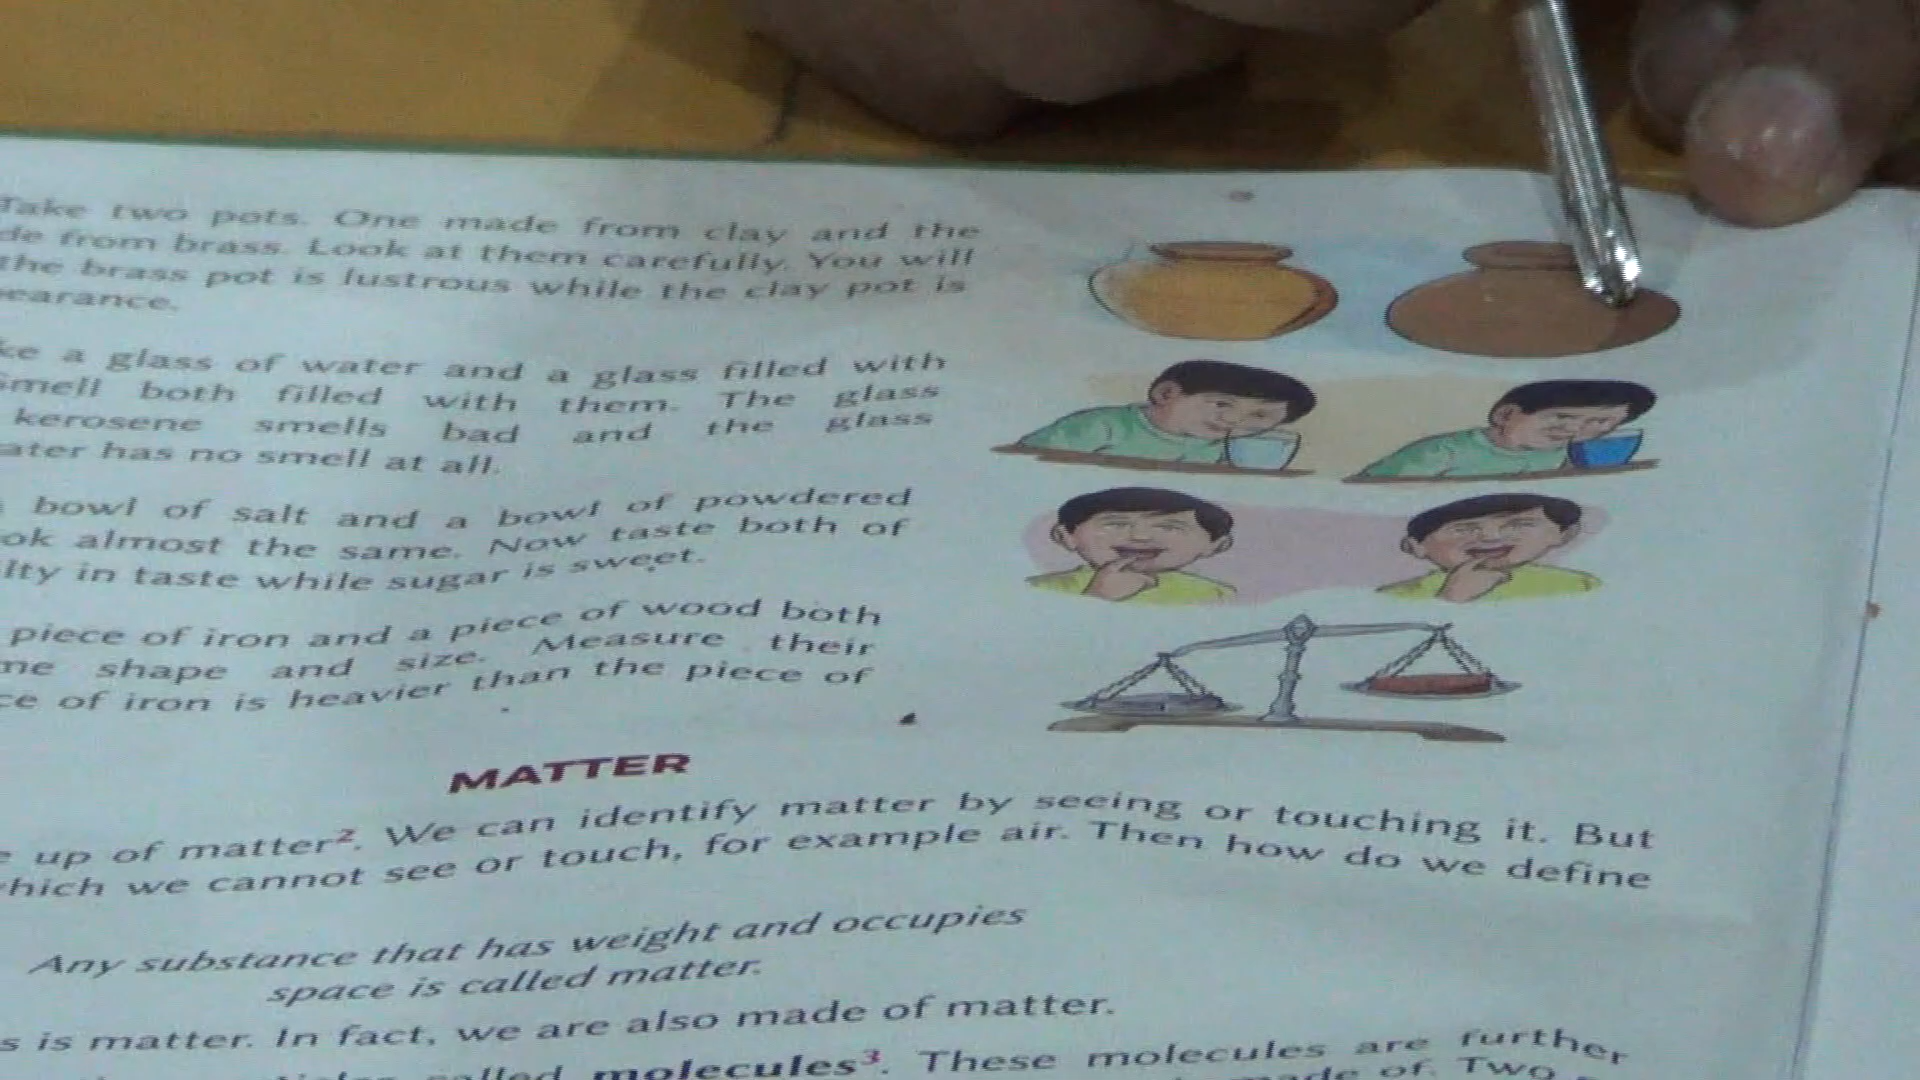 Take two pots. One made from clay and the
de from brass. Look at them carefully. You will
the brass pot is lustrous while the clay pot is
earance.
ke a glass of water and a glass filled with
Smell both filled with them. The glass
kerosene smells bad and the glass
ater has no smell at all.
bowl of salt and a bowl of powdered
ok almost the same. Now taste both of
lty in taste while sugar is sweet.
piece of iron and a piece of wood both
me shape and size. Measure their
ce of iron is heavier than the piece of
MATTER
e up of matter². We can identify matter by seeing or touching it. But
which we cannot see or touch, for example air. Then how do we define
Any substance that has weight and occupies
space is called matter.
s is matter. In fact, we are also made of matter.
called molecules³. These molecules are further
made of. Two